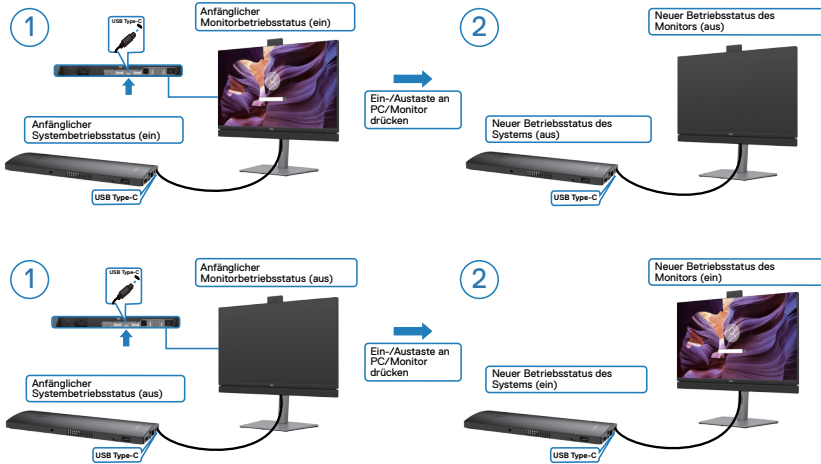 1
USB Type-C
Anfänglicher
Monitorbetriebsstatus (ein)
Anfänglicher
Systembetriebsstatus (ein)
USB Type-C
Ein-/Austaste an
PC/Monitor
drücken
2
Neuer Betriebsstatus des
Monitors (aus)
Neuer Betriebsstatus des
Systems (aus)
USB Type-C
1
USB Type-C
Anfänglicher
Monitorbetriebsstatus (aus)
Anfänglicher
Systembetriebsstatus (aus)
USB Type-C
Ein-/Austaste an
PC/Monitor
drücken
2
Neuer Betriebsstatus des
Monitors (ein)
Neuer Betriebsstatus des
Systems (ein)
USB Type-C